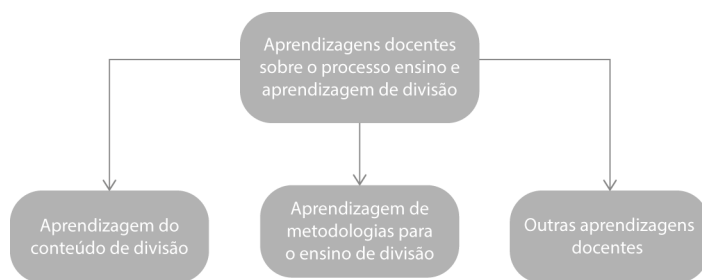 Aprendizagens docentes
sobre o processo ensino e
aprendizagem de divisão
Aprendizagem do
conteúdo de divisão
Aprendizagem de
metodologias para
o ensino de divisão
Outras aprendizagens
docentes